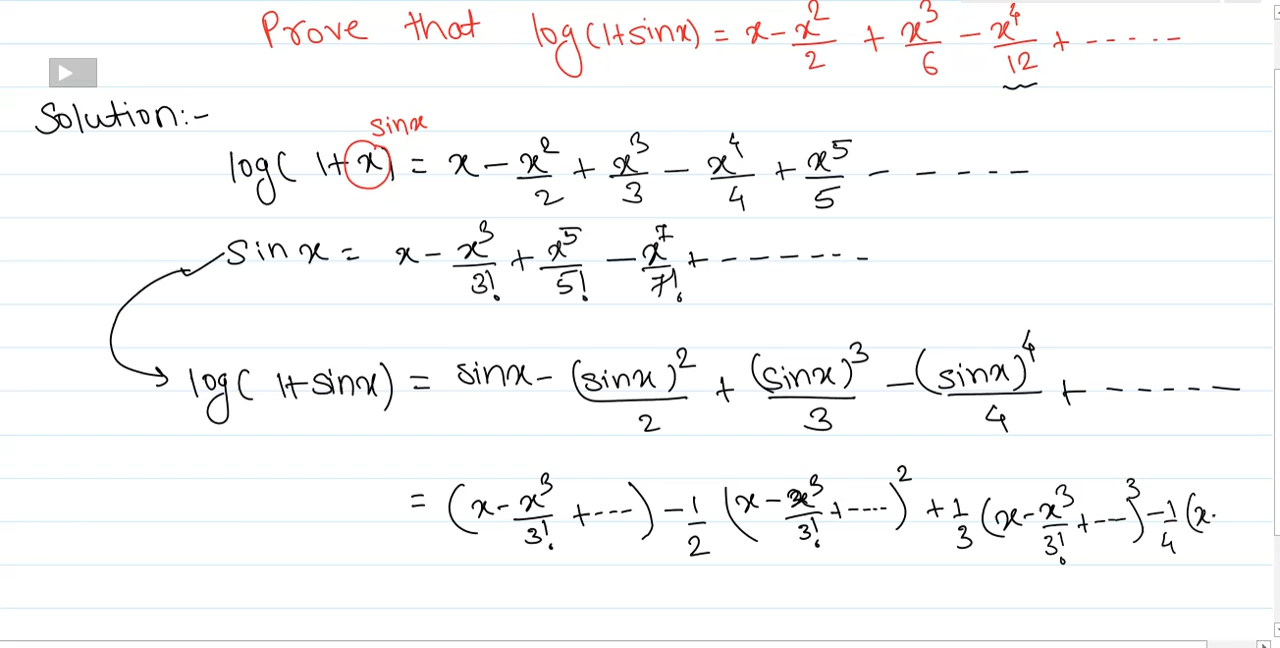 Prove that log(1+sinx) = x - x²/2 + x³/6 - x⁴/12 + ------
Solution:-
sinx
log( 1+x) = x - x²/2 + x³/3 - x⁴/4 + x⁵/5 - - - - - -
sinx = x - x³/3! + x⁵/5! - x⁷/7! + - - - - - - -
log( 1+sinx) = sinx - (sinx)²/2 + (sinx)³/3 - (sinx)⁴/4 + - - - - - -
= (x - x³/3! + ----) - 1/2 (x - x³/3! + ----)² + 1/3 (x - x³/3! + ---)³ - 1/4 (x.